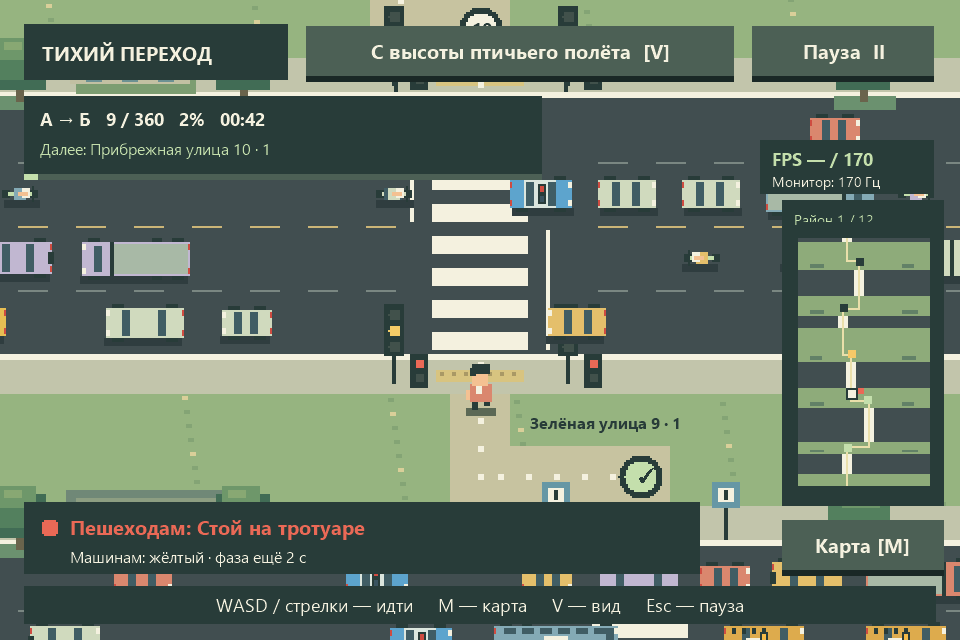 ТИХИЙ ПЕРЕХОД
С высоты птичьего полёта [V]
Пауза II
А → Б 9 / 360 2% 00:42
Далее: Прибрежная улица 10 · 1
FPS — / 170
Монитор: 170 Гц
Район 1 / 12
Зелёная улица 9 · 1
Пешеходам: Стой на тротуаре
Машинам: жёлтый · фаза ещё 2 с
Карта [M]
WASD / стрелки — идти M — карта V — вид Esc — пауза